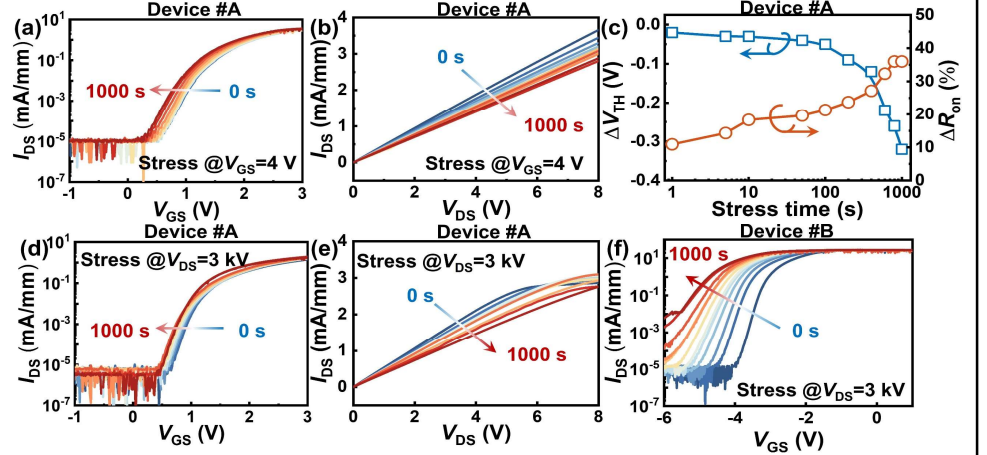 Device #A
(a)
I_DS (mA/mm)
10^1
10^-1
10^-3
10^-5
10^-7
1000 s
0 s
Stress @V_GS=4 V
-1 0 1 2 3
V_GS (V)
Device #A
(b)
I_DS (mA/mm)
4
3
2
1
0
0 s
1000 s
Stress @V_GS=4 V
0 2 4 6 8
V_DS (V)
Device #A
(c)
ΔV_TH (V)
0.0
-0.1
-0.2
-0.3
-0.4
50
40
30
20
10
0
ΔR_on (%)
1 10 100 1000
Stress time (s)
Device #A
(d)
I_DS (mA/mm)
10^1
10^-1
10^-3
10^-5
10^-7
Stress @V_DS=3 kV
1000 s
0 s
-1 0 1 2 3
V_GS (V)
Device #A
(e)
I_DS (mA/mm)
4
3
2
1
0
Stress @V_DS=3 kV
0 s
1000 s
0 2 4 6 8
V_DS (V)
Device #B
(f)
I_DS (mA/mm)
10^1
10^-1
10^-3
10^-5
10^-7
1000 s
0 s
Stress @V_DS=3 kV
-6 -4 -2 0
V_GS (V)